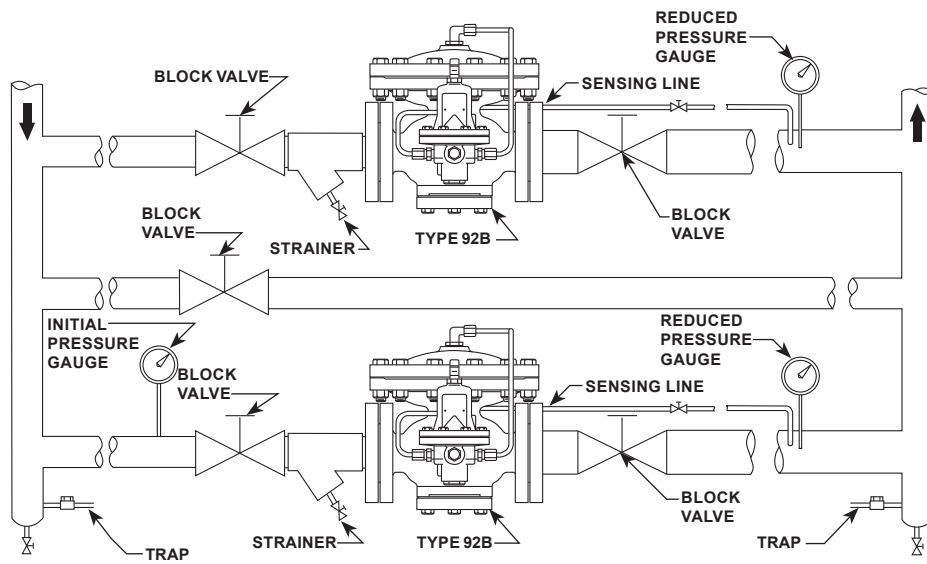 REDUCED
PRESSURE
GAUGE
BLOCK VALVE
SENSING LINE
BLOCK
VALVE
STRAINER
TYPE 92B
BLOCK
VALVE
INITIAL
PRESSURE
GAUGE
REDUCED
PRESSURE
GAUGE
BLOCK
VALVE
SENSING LINE
BLOCK
VALVE
TRAP
STRAINER
TYPE 92B
TRAP